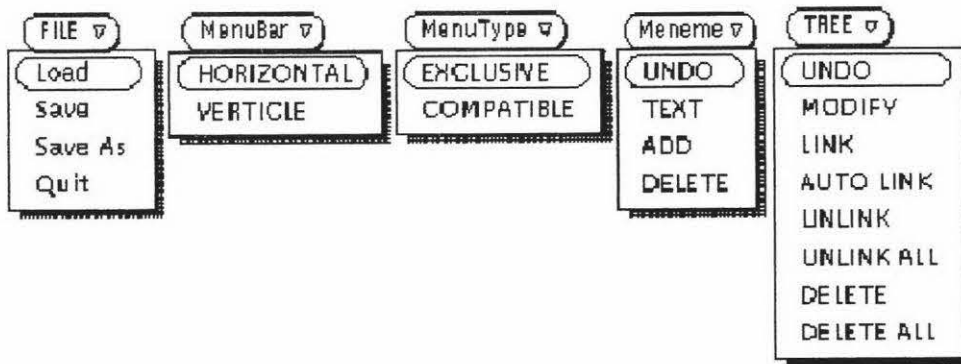 FILE
Load
Save
Save As
Quit
MenuBar
HORIZONTAL
VERTICLE
MenuType
EXCLUSIVE
COMPATIBLE
Meneme
UNDO
TEXT
ADD
DELETE
TREE
UNDO
MODIFY
LINK
AUTO LINK
UNLINK
UNLINK ALL
DELETE
DELETE ALL